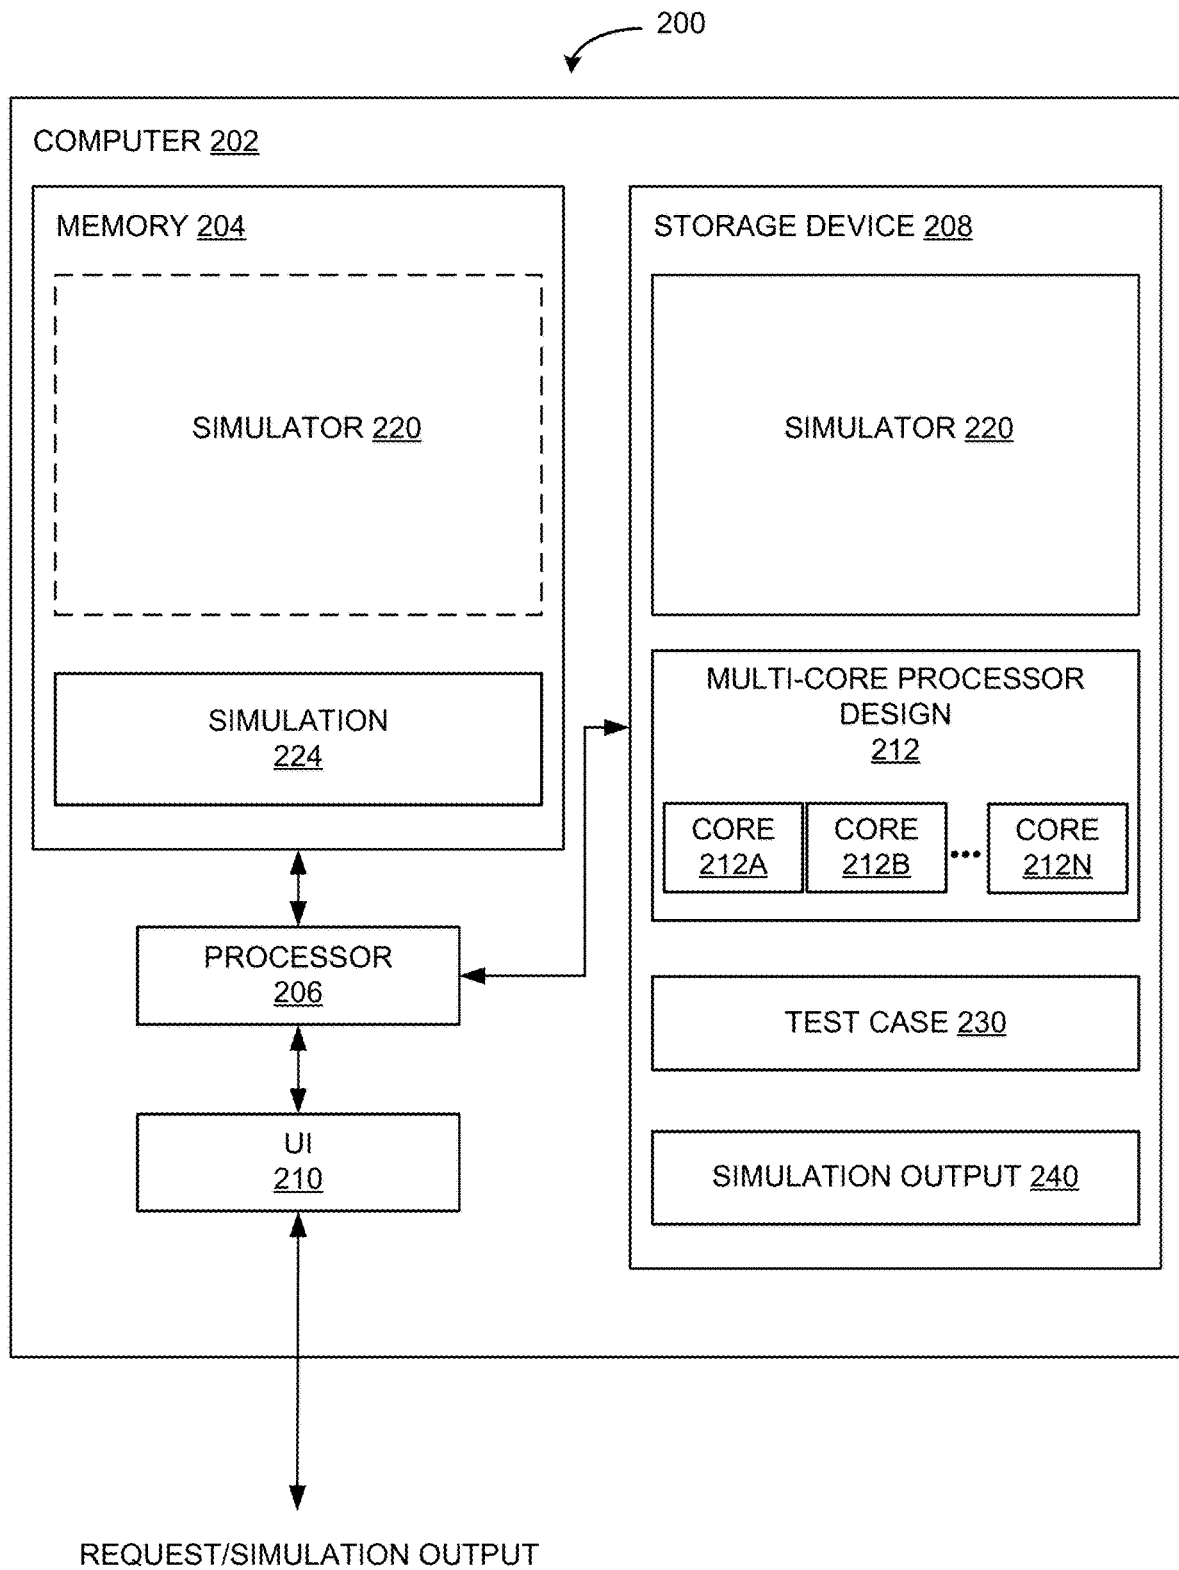 200
COMPUTER 202
MEMORY 204
SIMULATOR 220
SIMULATION
224
PROCESSOR
206
UI
210
STORAGE DEVICE 208
SIMULATOR 220
MULTI-CORE PROCESSOR
DESIGN
212
CORE
212A
CORE
212B
•••
CORE
212N
TEST CASE 230
SIMULATION OUTPUT 240
REQUEST/SIMULATION OUTPUT